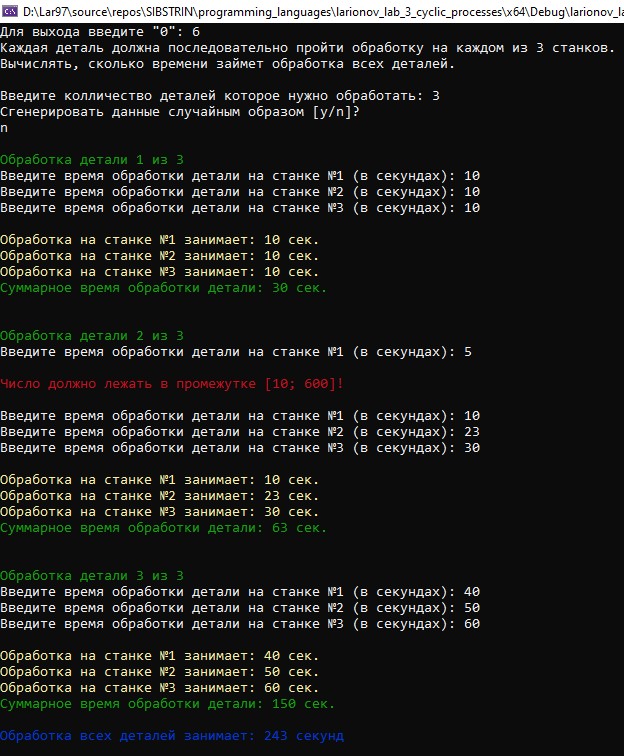 D:\Lar97\source\repos\SIBSTRIN\programming_languages\larionov_lab_3_cyclic_processes\x64\Debug\larionov_la
Для выхода введите "0": 6
Каждая деталь должна последовательно пройти обработку на каждом из 3 станков.
Вычислять, сколько времени займет обработка всех деталей.
Введите колличество деталей которое нужно обработать: 3
Сгенерировать данные случайным образом [y/n]?
n
Обработка детали 1 из 3
Введите время обработки детали на станке №1 (в секундах): 10
Введите время обработки детали на станке №2 (в секундах): 10
Введите время обработки детали на станке №3 (в секундах): 10
Обработка на станке №1 занимает: 10 сек.
Обработка на станке №2 занимает: 10 сек.
Обработка на станке №3 занимает: 10 сек.
Суммарное время обработки детали: 30 сек.
Обработка детали 2 из 3
Введите время обработки детали на станке №1 (в секундах): 5
Число должно лежать в промежутке [10; 600]!
Введите время обработки детали на станке №1 (в секундах): 10
Введите время обработки детали на станке №2 (в секундах): 23
Введите время обработки детали на станке №3 (в секундах): 30
Обработка на станке №1 занимает: 10 сек.
Обработка на станке №2 занимает: 23 сек.
Обработка на станке №3 занимает: 30 сек.
Суммарное время обработки детали: 63 сек.
Обработка детали 3 из 3
Введите время обработки детали на станке №1 (в секундах): 40
Введите время обработки детали на станке №2 (в секундах): 50
Введите время обработки детали на станке №3 (в секундах): 60
Обработка на станке №1 занимает: 40 сек.
Обработка на станке №2 занимает: 50 сек.
Обработка на станке №3 занимает: 60 сек.
Суммарное время обработки детали: 150 сек.
Обработка всех деталей занимает: 243 секунд